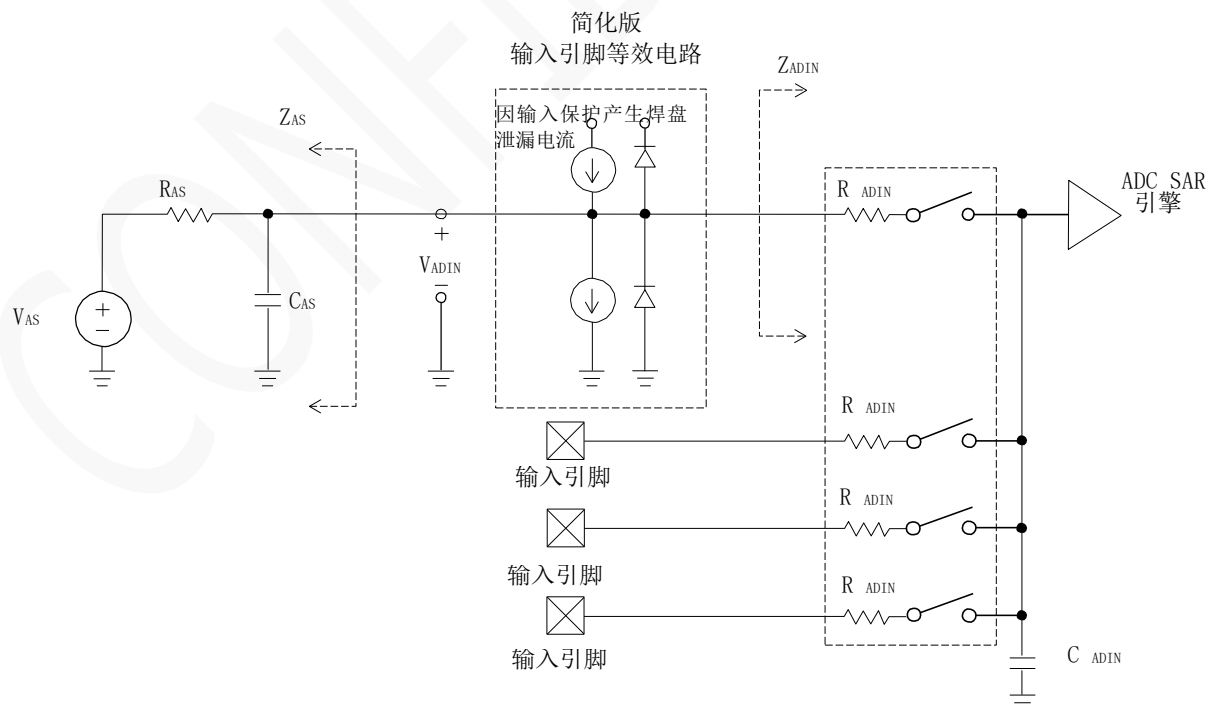 简化版
输入引脚等效电路
ZADIN
因输入保护产生焊盘
泄漏电流
ZAS
RAS
R ADIN
ADC SAR
引擎
+
VADIN
−
CAS
VAS
+
−
R ADIN
输入引脚
R ADIN
输入引脚
R ADIN
输入引脚
C ADIN